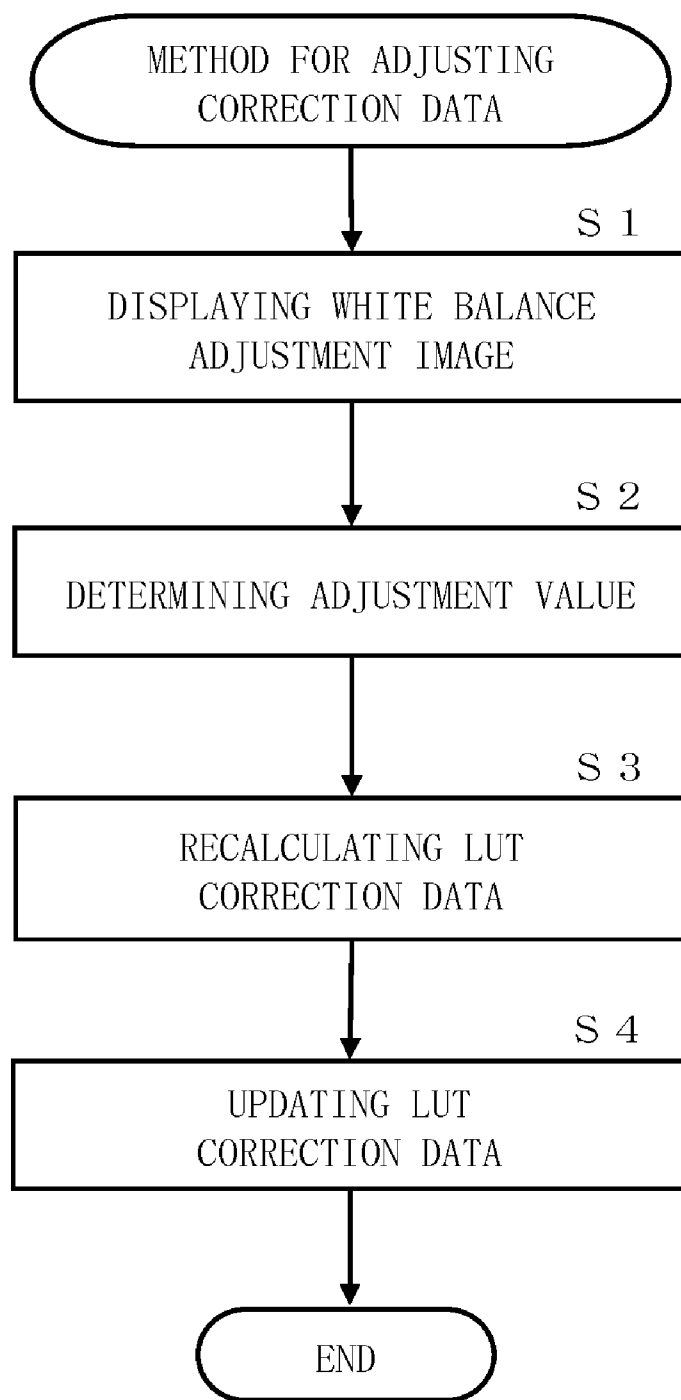 METHOD FOR ADJUSTING
CORRECTION DATA
S 1
DISPLAYING WHITE BALANCE
ADJUSTMENT IMAGE
S 2
DETERMINING ADJUSTMENT VALUE
S 3
RECALCULATING LUT
CORRECTION DATA
S 4
UPDATING LUT
CORRECTION DATA
END